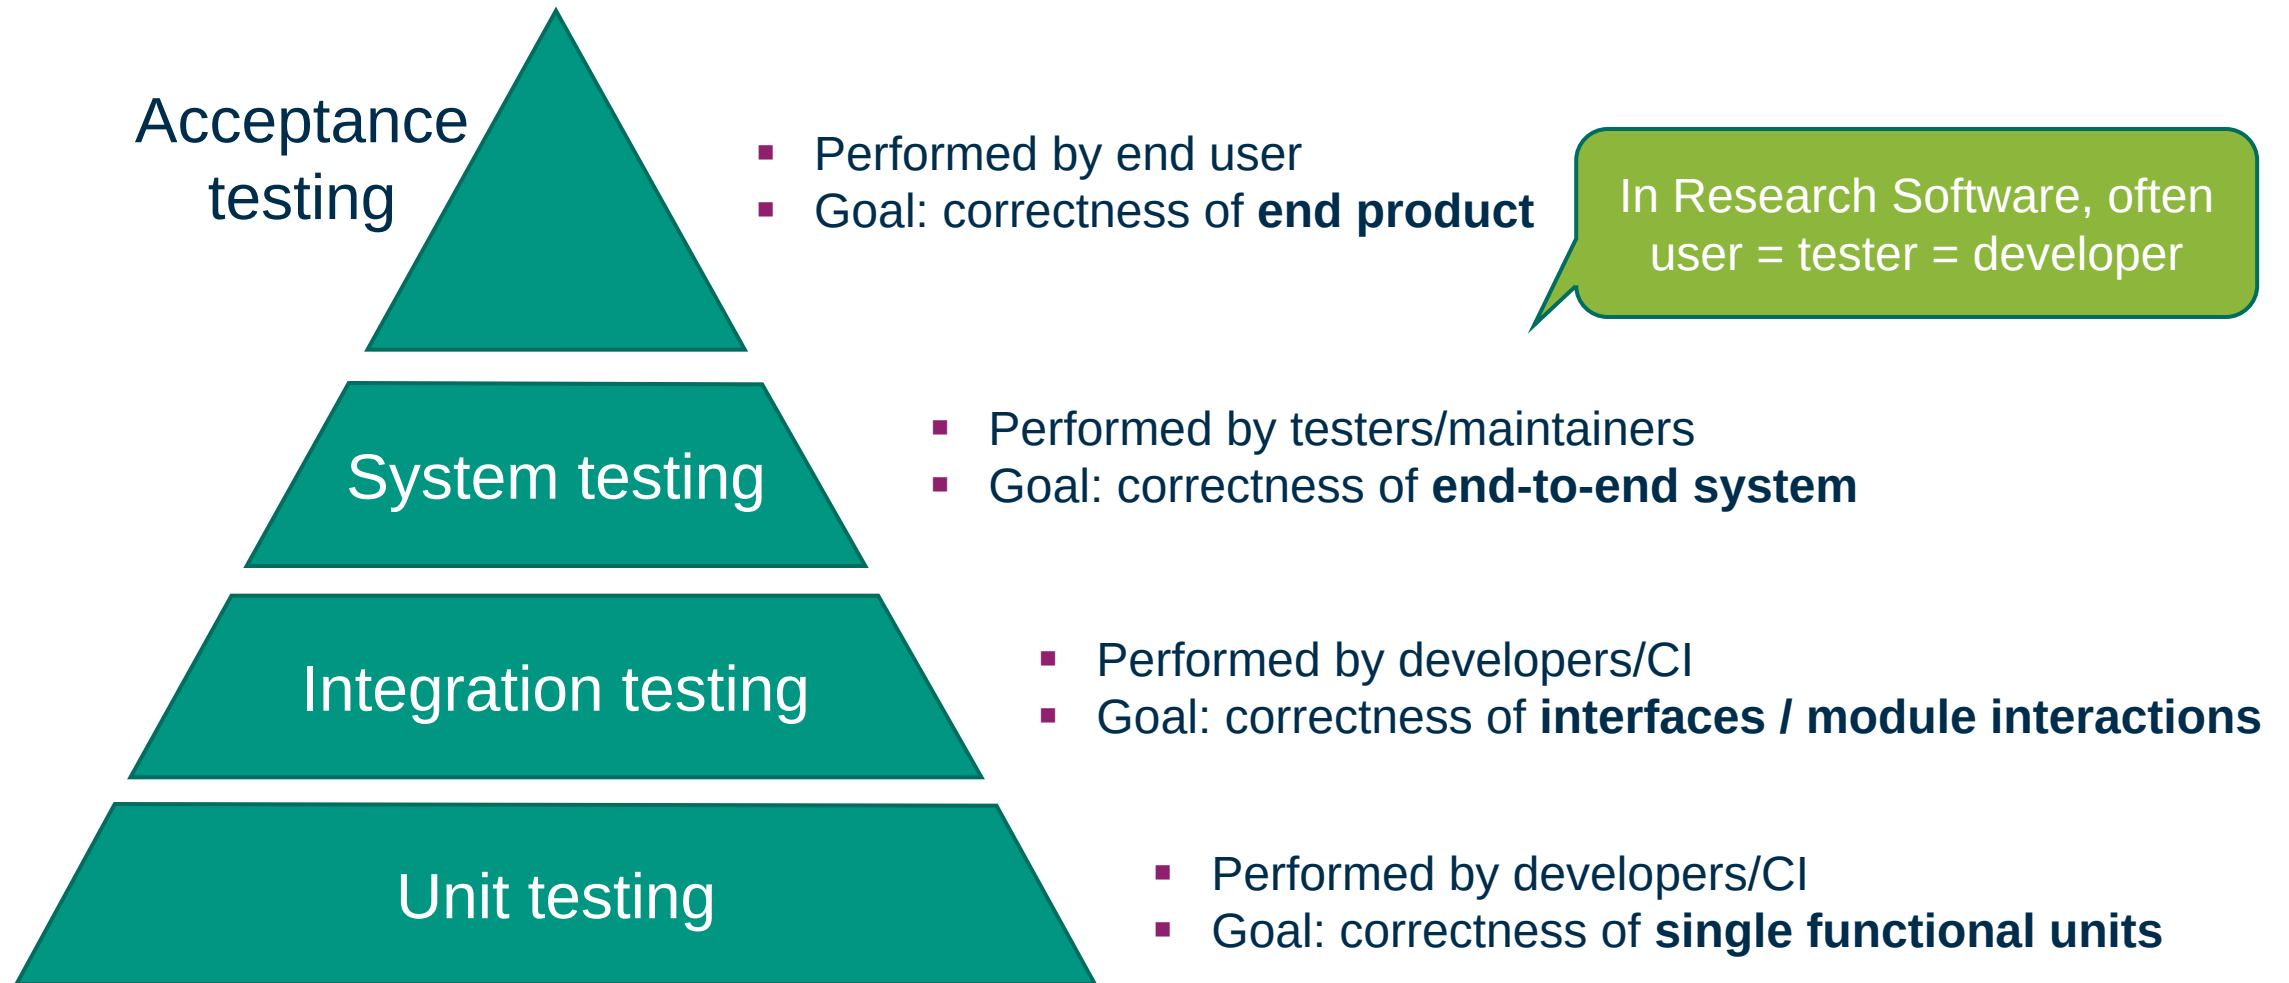 Acceptance
testing
▪ Performed by end user
▪ Goal: correctness of end product
In Research Software, often
user = tester = developer
System testing
▪ Performed by testers/maintainers
▪ Goal: correctness of end-to-end system
Integration testing
▪ Performed by developers/CI
▪ Goal: correctness of interfaces / module interactions
Unit testing
▪ Performed by developers/CI
▪ Goal: correctness of single functional units